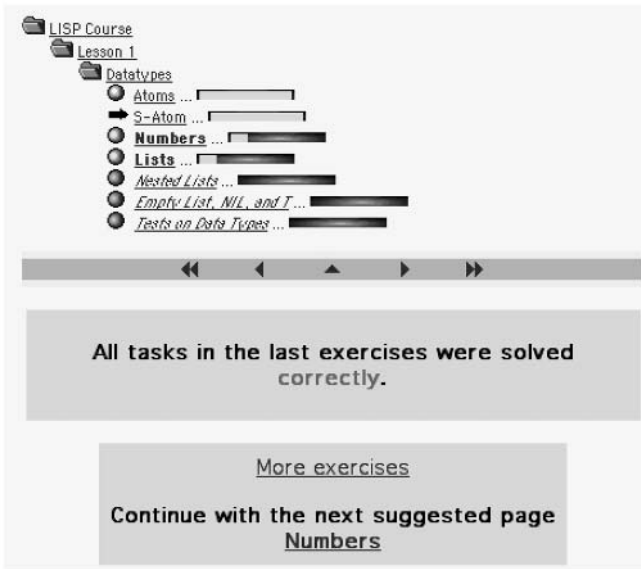 LISP Course
Lesson 1
Datatypes
Atoms ...
S-Atom ...
Numbers ...
Lists ...
Nested Lists ...
Empty List, NIL, and T ...
Tests on Data Types ...
All tasks in the last exercises were solved
correctly.
More exercises
Continue with the next suggested page
Numbers